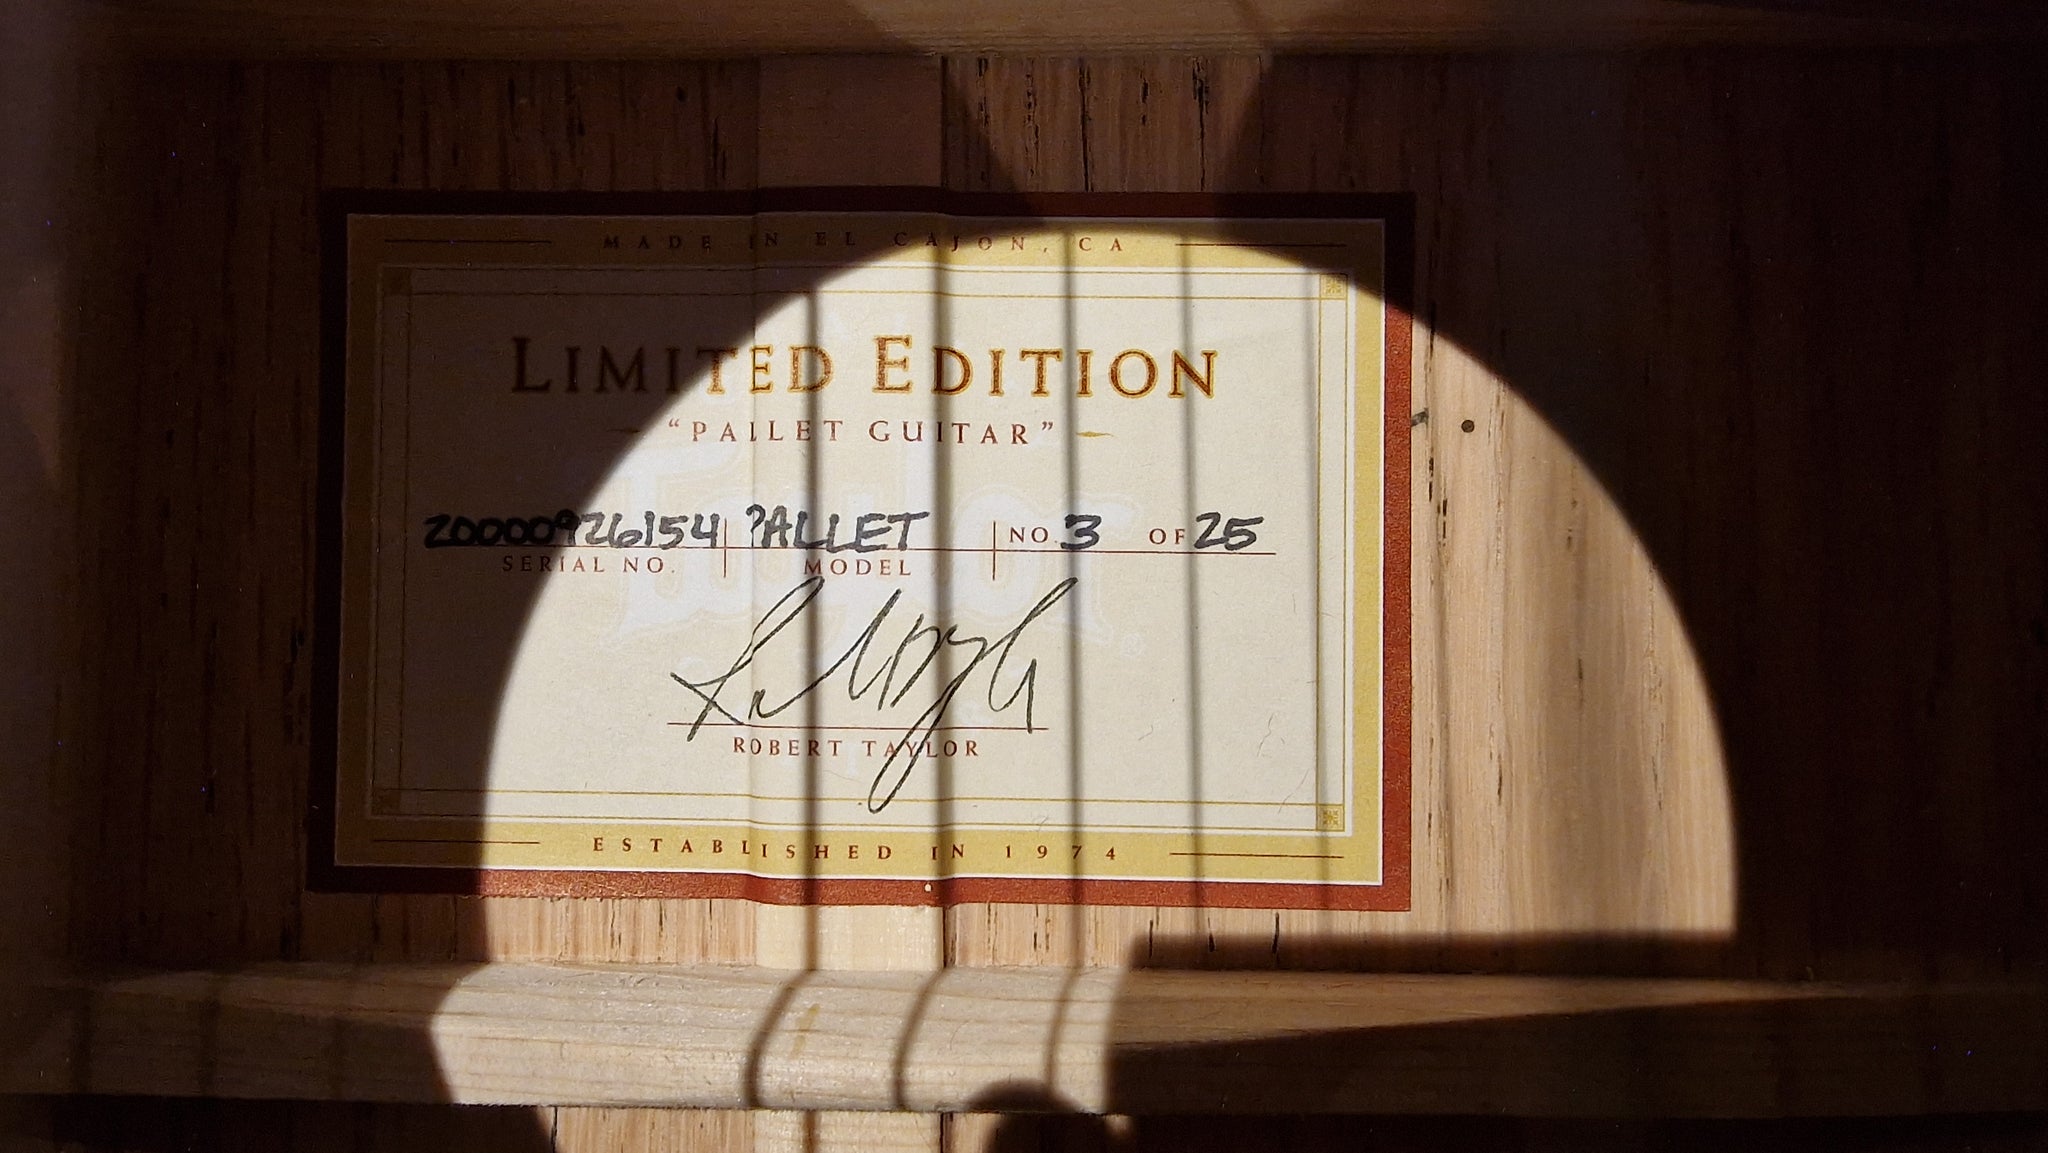 MADE IN EL CAJON, CA
LIMITED EDITION
"PALLET GUITAR"
20000926154 PALLET NO. 3 OF 25
SERIAL NO. MODEL
Taylor
ROBERT TAYLOR
ESTABLISHED IN 1974